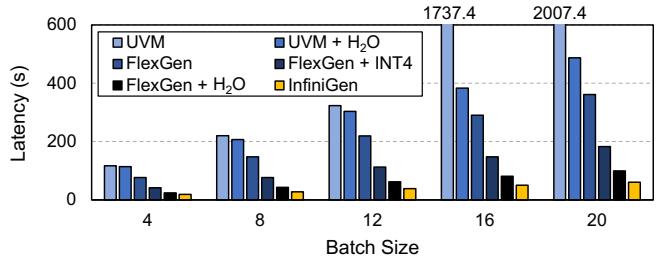 1737.4 2007.4
600
UVM UVM + H₂O
FlexGen FlexGen + INT4
FlexGen + H₂O InfiniGen
400
200
0
Latency (s)
4 8 12 16 20
Batch Size